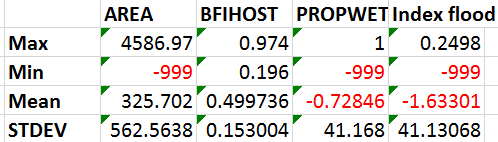 AREA BFIHOST PROPWET Index flood
Max 4586.97 0.974 1 0.2498
Min -999 0.196 -999 -999
Mean 325.702 0.499736 -0.72846 -1.63301
STDEV 562.5638 0.153004 41.168 41.13068